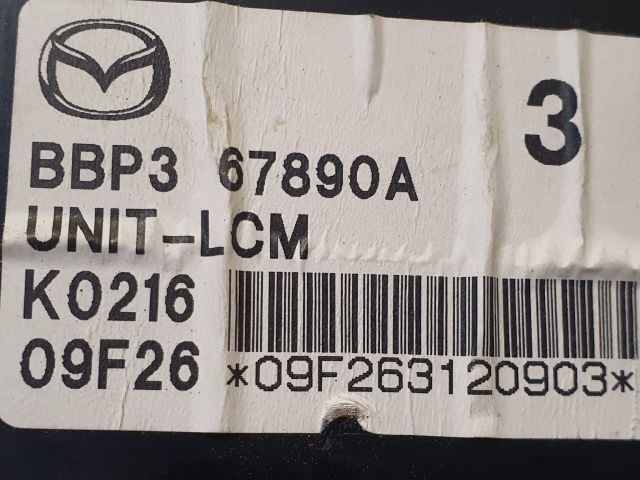 3
BBP3 67890A
UNIT-LCM
K0216
09F26
*09F263120903*